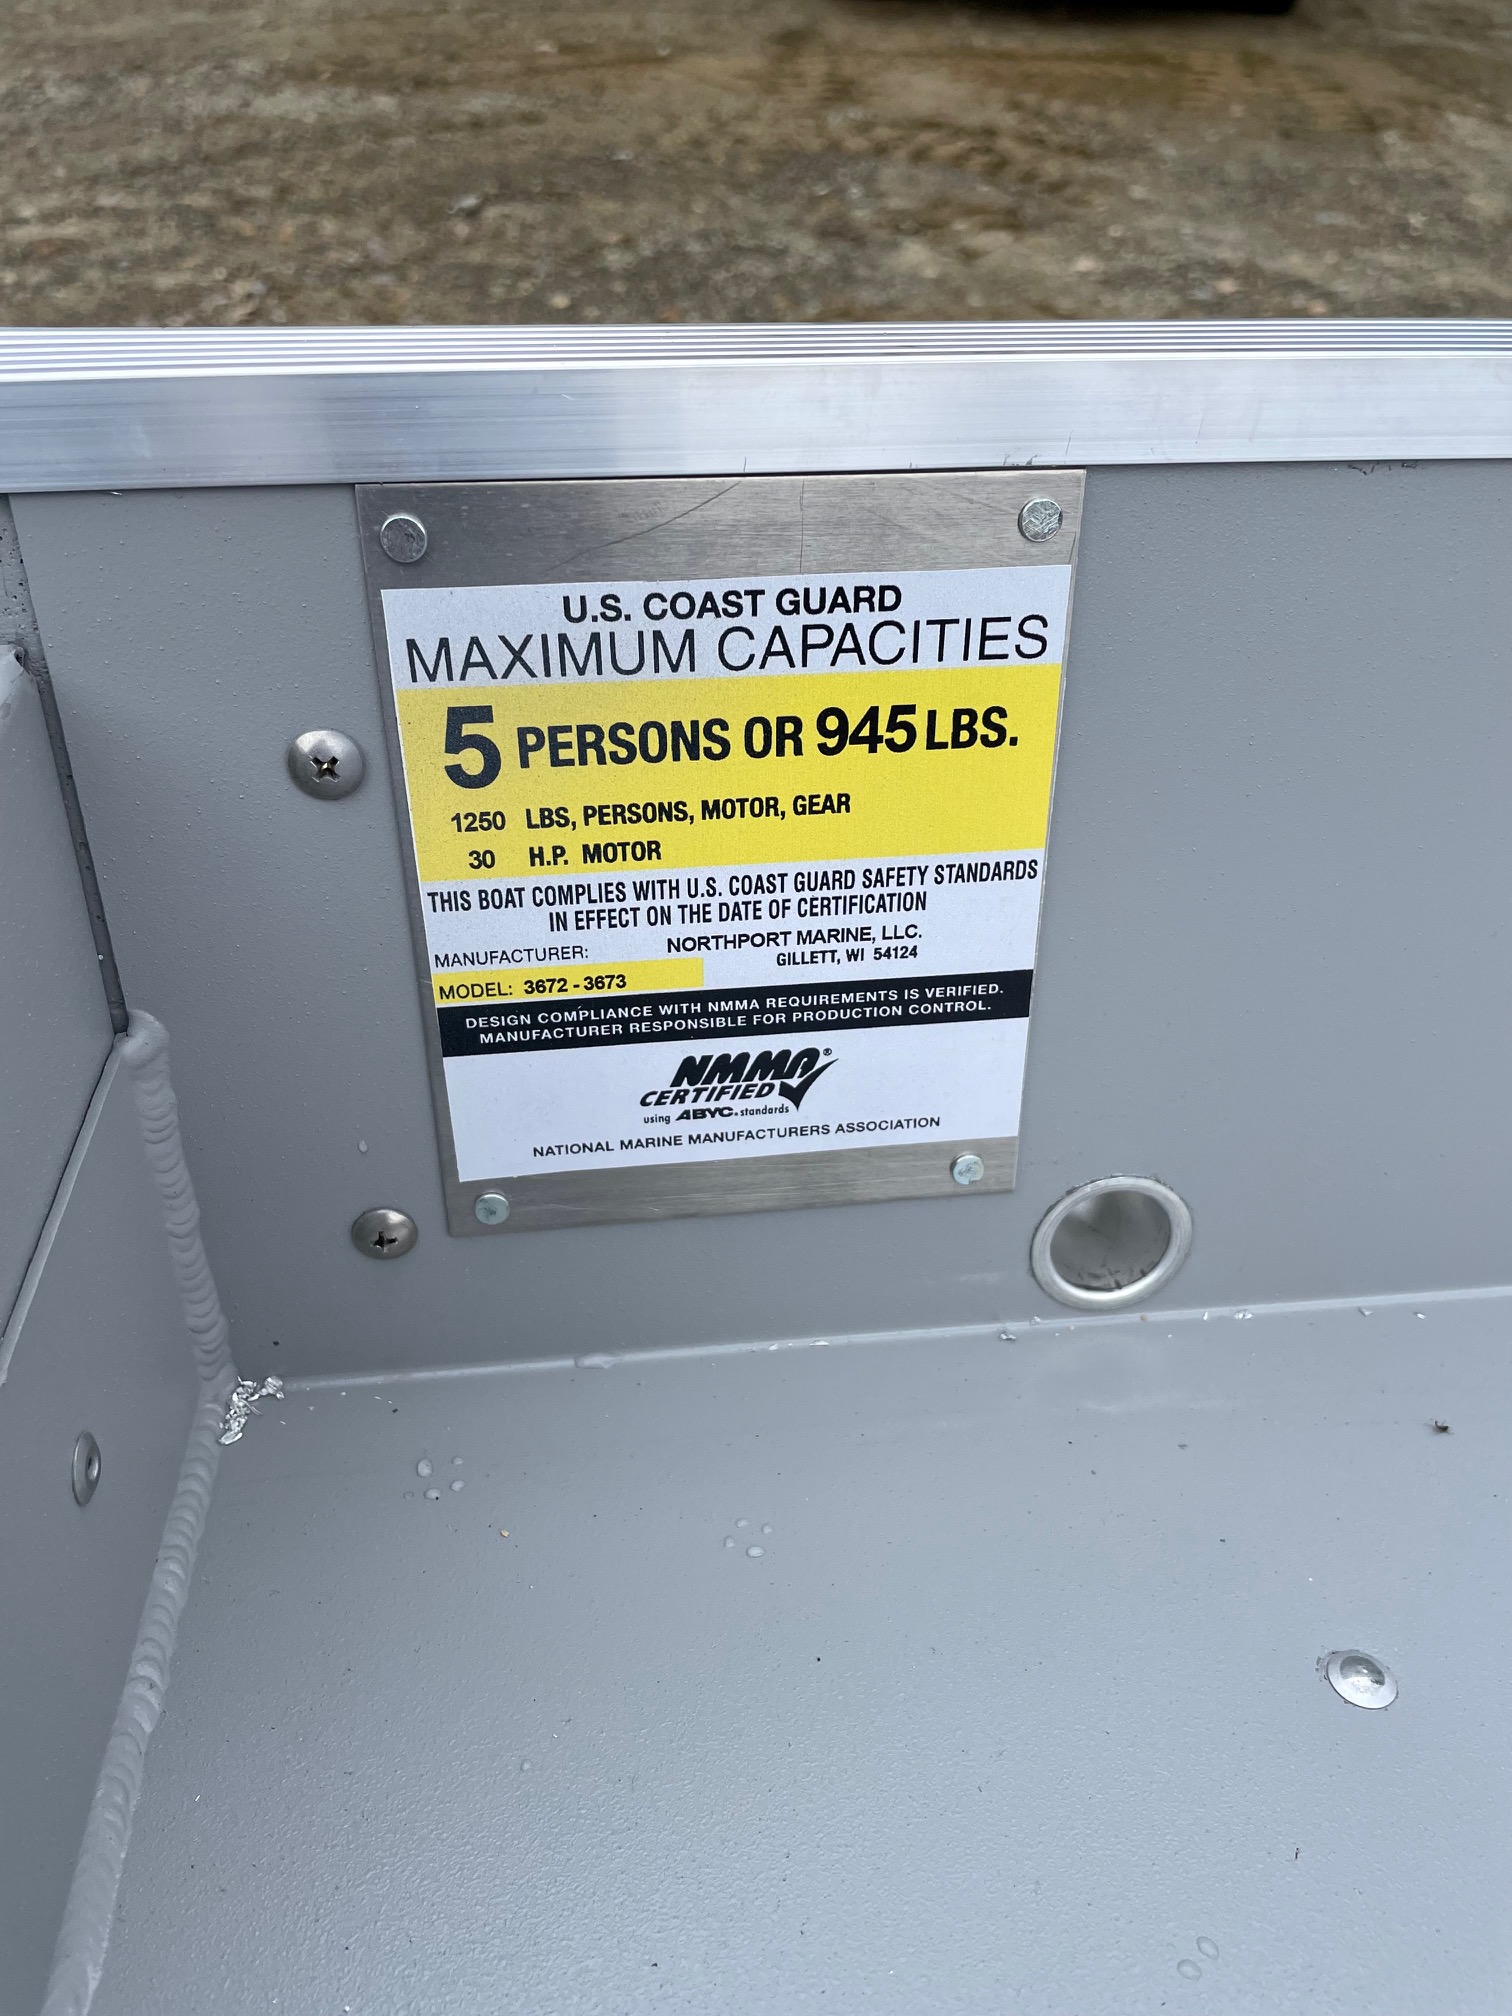 U.S. COAST GUARD
MAXIMUM CAPACITIES
5 PERSONS OR 945 LBS.
1250 LBS, PERSONS, MOTOR, GEAR
30 H.P. MOTOR
THIS BOAT COMPLIES WITH U.S. COAST GUARD SAFETY STANDARDS
IN EFFECT ON THE DATE OF CERTIFICATION
MANUFACTURER: NORTHPORT MARINE, LLC.
GILLETT, WI 54124
MODEL: 3672 - 3673
DESIGN COMPLIANCE WITH NMMA REQUIREMENTS IS VERIFIED.
MANUFACTURER RESPONSIBLE FOR PRODUCTION CONTROL.
NMMA®
CERTIFIED
using ABYC. standards
NATIONAL MARINE MANUFACTURERS ASSOCIATION